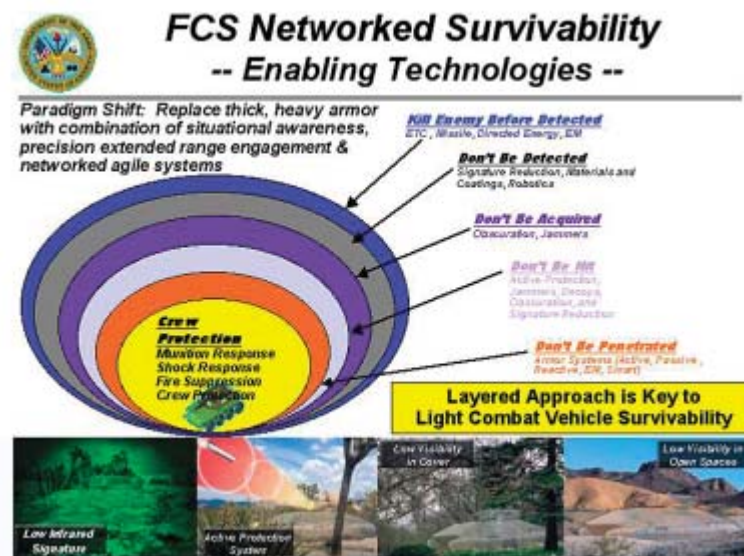 FCS Networked Survivability
-- Enabling Technologies --
Paradigm Shift: Replace thick, heavy armor
with combination of situational awareness,
precision extended range engagement &
networked agile systems
Kill Enemy Before Detected
ETC, Missile, Directed Energy, EM
Don't Be Detected
Signature Reduction, Materials and
Coatings, Robotics
Don't Be Acquired
Obscuration, Jammers
Don't Be Hit
Active Protection,
Jammers, Decoys,
Obscuration, and
Signature Reduction
Don't Be Penetrated
Armor Systems (Active, Passive,
Reactive, EM, Smart)
Crew
Protection
Munition Response
Shock Response
Fire Suppression
Crew Protection
Layered Approach is Key to
Light Combat Vehicle Survivability
Low Infrared
Signature
Active Protection
System
Low Visibility
in Cover
Low Visibility in
Open Spaces